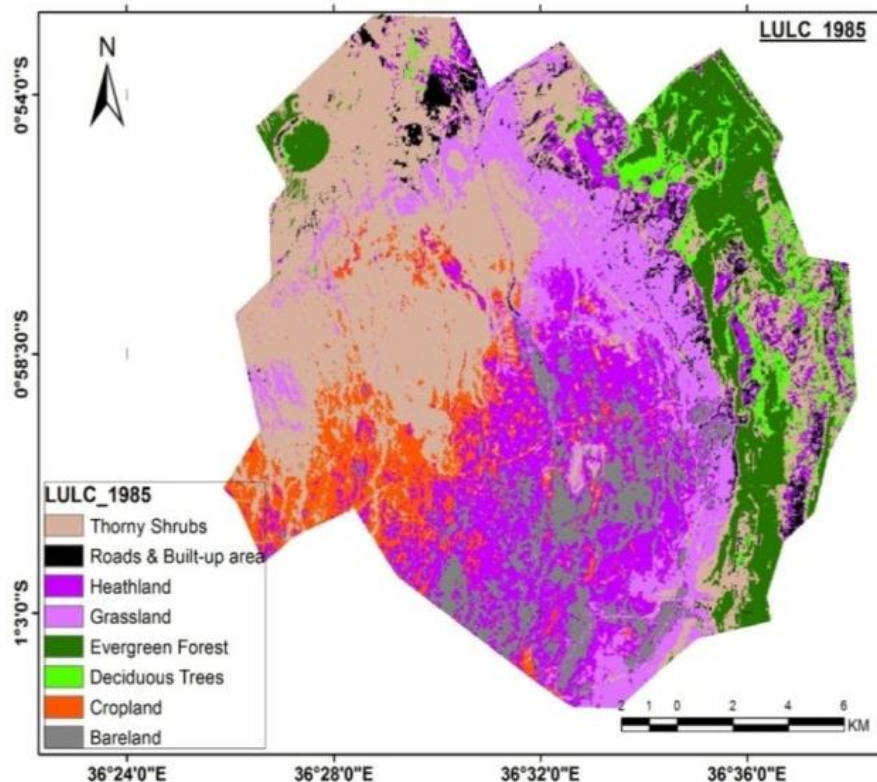 LULC_1985
N
0°54'0"S
0°58'30"S
1°3'0"S
LULC_1985
Thorny Shrubs
Roads & Built-up area
Heathland
Grassland
Evergreen Forest
Deciduous Trees
Cropland
Bareland
2 1 0 2 4 6
KM
36°24'0"E 36°28'0"E 36°32'0"E 36°36'0"E